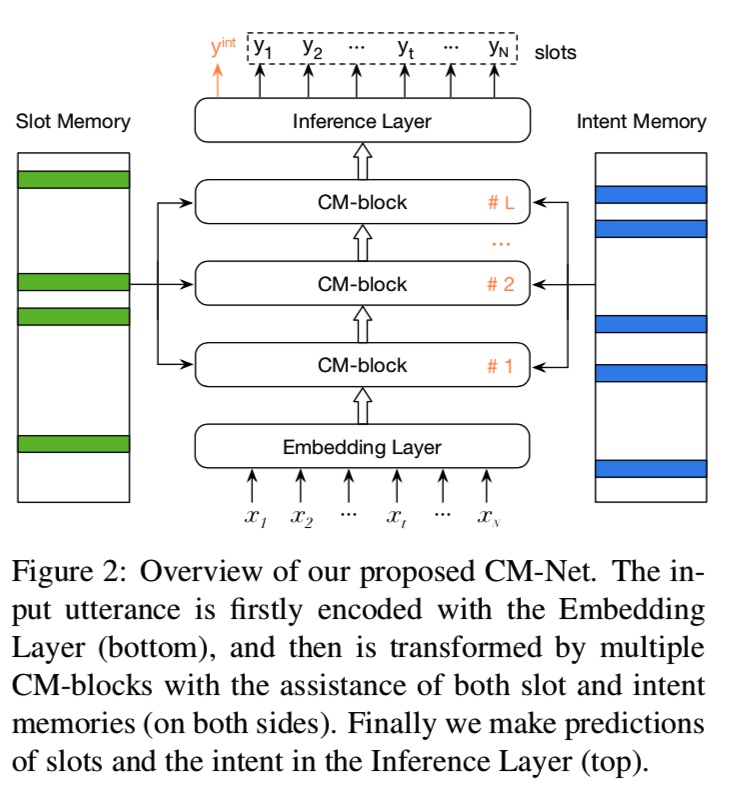 y^int y_1 y_2 ... y_t ... y_N slots
Slot Memory
Inference Layer
Intent Memory
CM-block # L
...
CM-block # 2
CM-block # 1
Embedding Layer
x_1 x_2 ... x_t ... x_N
Figure 2: Overview of our proposed CM-Net. The in-
put utterance is firstly encoded with the Embedding
Layer (bottom), and then is transformed by multiple
CM-blocks with the assistance of both slot and intent
memories (on both sides). Finally we make predictions
of slots and the intent in the Inference Layer (top).